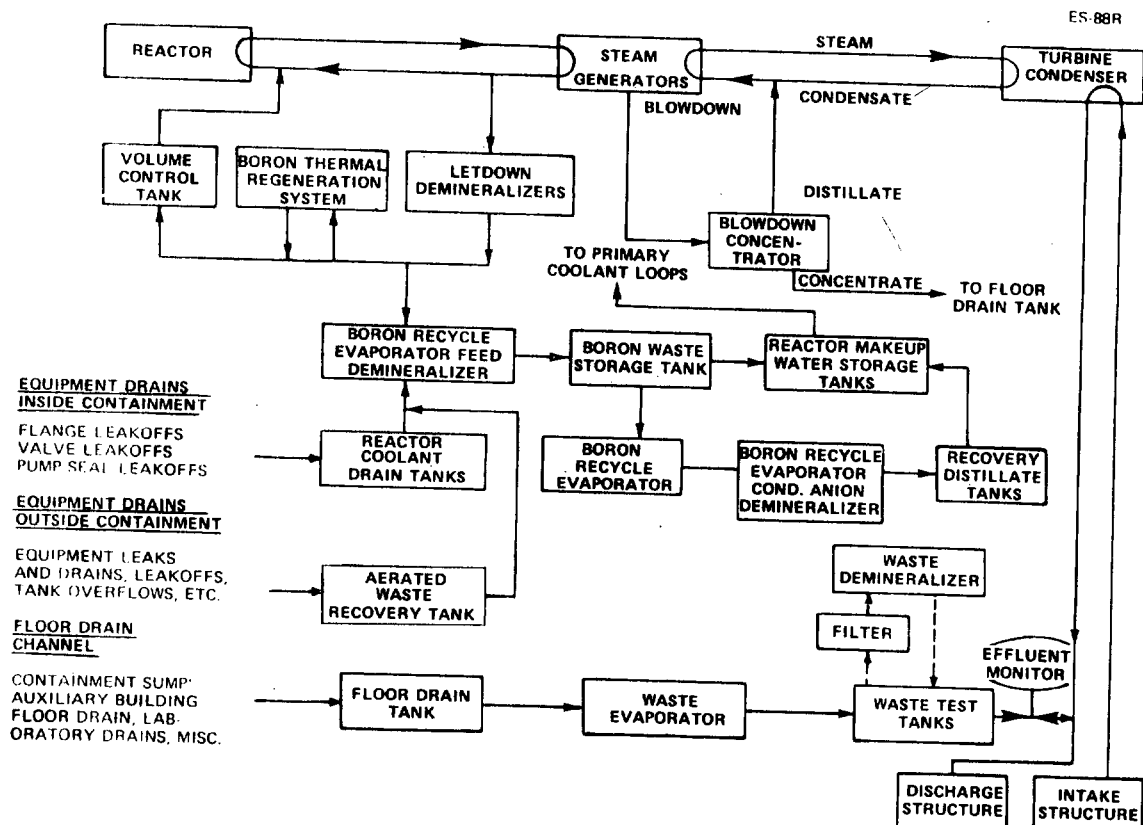 ES-88R
REACTOR
STEAM
GENERATORS
STEAM
TURBINE
CONDENSER
CONDENSATE
BLOWDOWN
VOLUME
CONTROL
TANK
BORON THERMAL
REGENERATION
SYSTEM
LETDOWN
DEMINERALIZERS
DISTILLATE
BLOWDOWN
CONCEN-
TRATOR
TO PRIMARY
COOLANT LOOPS
CONCENTRATE
TO FLOOR
DRAIN TANK
BORON RECYCLE
EVAPORATOR FEED
DEMINERALIZER
BORON WASTE
STORAGE TANK
REACTOR MAKEUP
WATER STORAGE
TANKS
EQUIPMENT DRAINS
INSIDE CONTAINMENT
FLANGE LEAKOFFS
VALVE LEAKOFFS
PUMP SEAL LEAKOFFS
REACTOR
COOLANT
DRAIN TANKS
BORON
RECYCLE
EVAPORATOR
BORON RECYCLE
EVAPORATOR
COND. ANION
DEMINERALIZER
RECOVERY
DISTILLATE
TANKS
EQUIPMENT DRAINS
OUTSIDE CONTAINMENT
EQUIPMENT LEAKS
AND DRAINS, LEAKOFFS,
TANK OVERFLOWS, ETC.
AERATED
WASTE
RECOVERY TANK
WASTE
DEMINERALIZER
FILTER
EFFLUENT
MONITOR
FLOOR DRAIN
CHANNEL
CONTAINMENT SUMP
AUXILIARY BUILDING
FLOOR DRAIN, LAB-
ORATORY DRAINS, MISC.
FLOOR DRAIN
TANK
WASTE
EVAPORATOR
WASTE TEST
TANKS
DISCHARGE
STRUCTURE
INTAKE
STRUCTURE